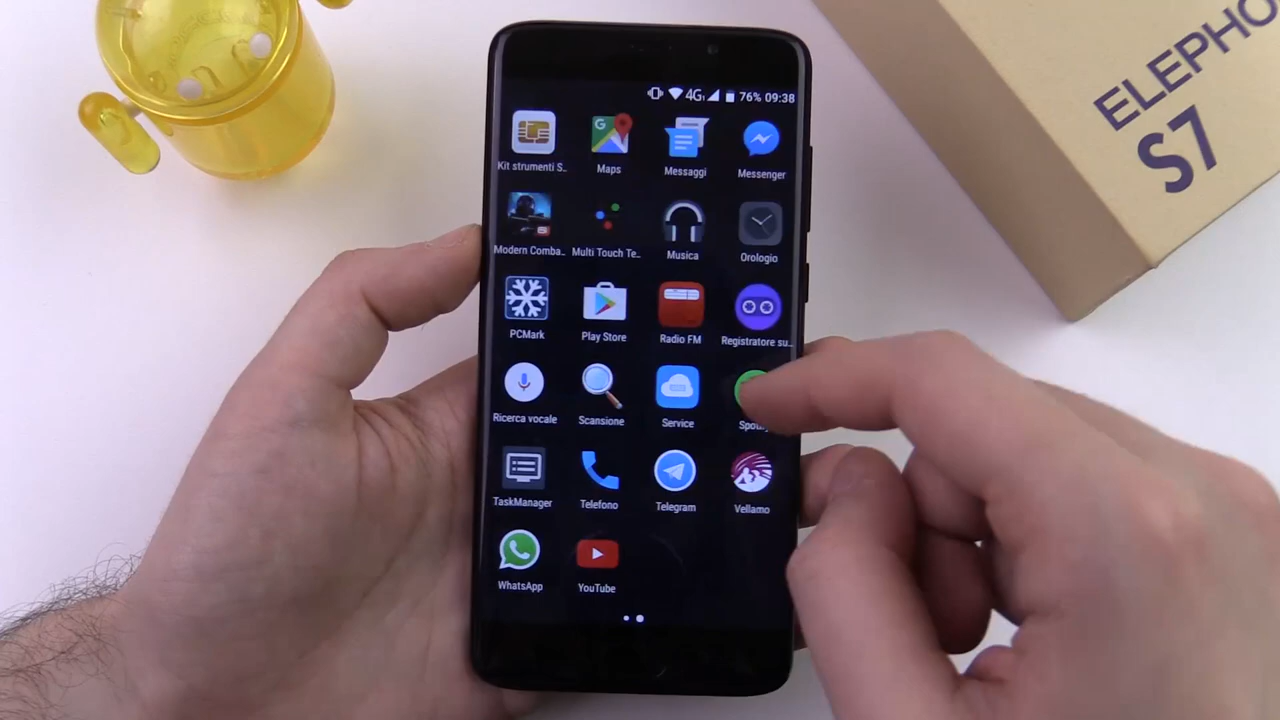 4G 76% 09:38
Kit strumenti S..
Maps
Messaggi
Messenger
Modern Comba..
Multi Touch Te..
Musica
Orologio
PCMark
Play Store
Radio FM
Registratore su..
Ricerca vocale
Scansione
Service
TaskManager
Telefono
Telegram
Vellamo
WhatsApp
YouTube
S7